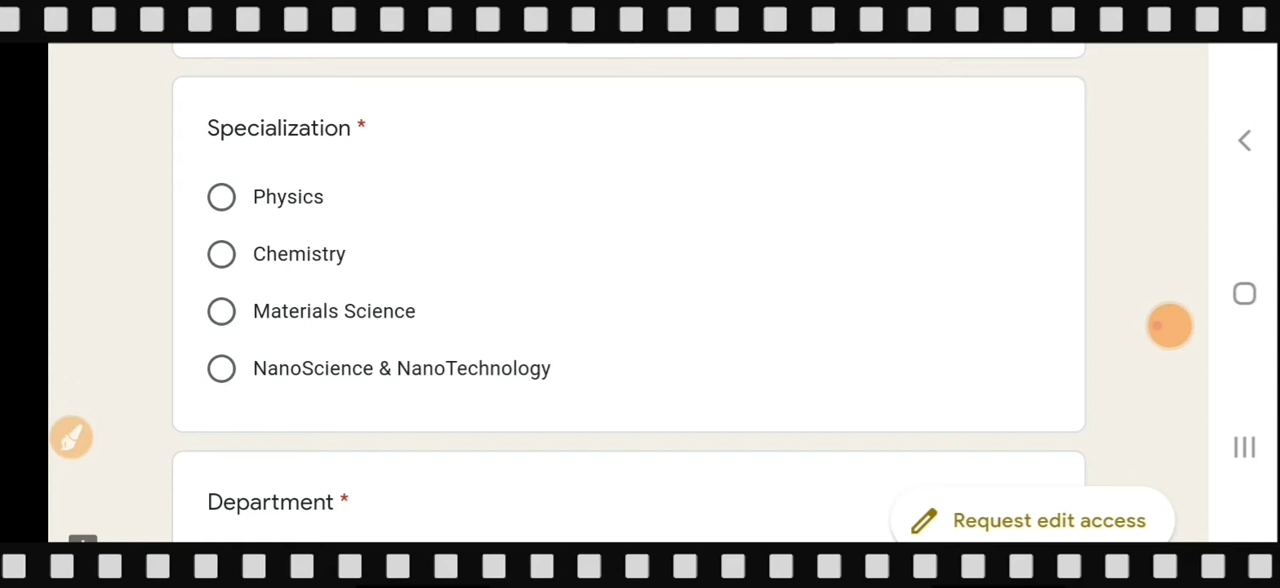 Specialization *
Physics
Chemistry
Materials Science
NanoScience & NanoTechnology
Department *
Request edit access